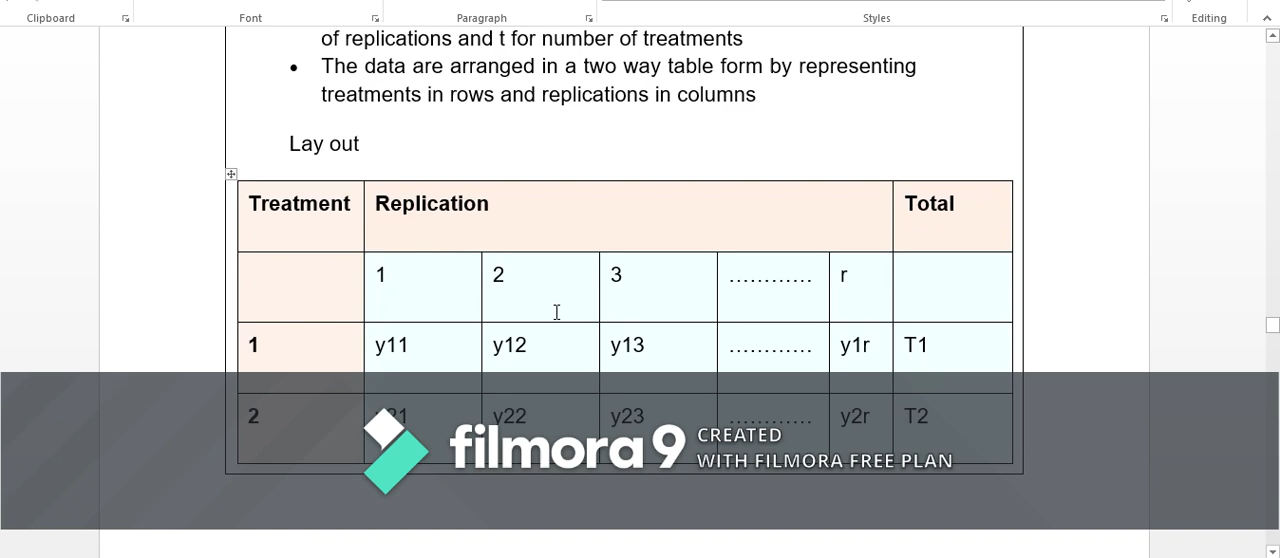 Clipboard Font Paragraph Styles Editing
of replications and t for number of treatments
• The data are arranged in a two way table form by representing
treatments in rows and replications in columns
Lay out
Treatment Replication Total
1 2 3 ………… r
1 y11 y12 y13 ………… y1r T1
2 y21 y22 y23 ………… y2r T2
filmora 9 CREATED
WITH FILMORA FREE PLAN